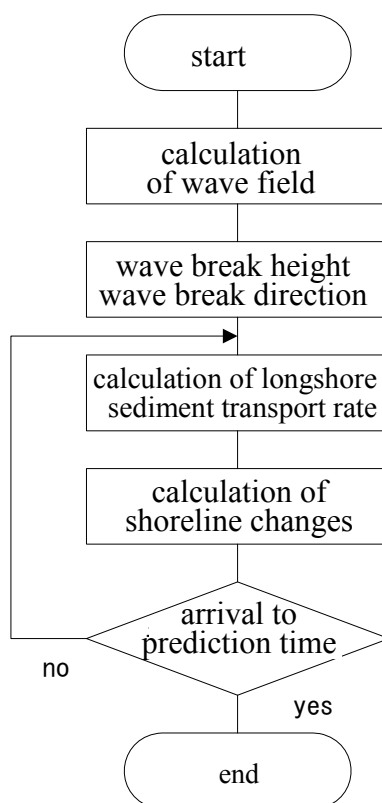 start
calculation
of wave field
wave break height
wave break direction
calculation of longshore
sediment transport rate
calculation of
shoreline changes
arrival to
prediction time
no
yes
end